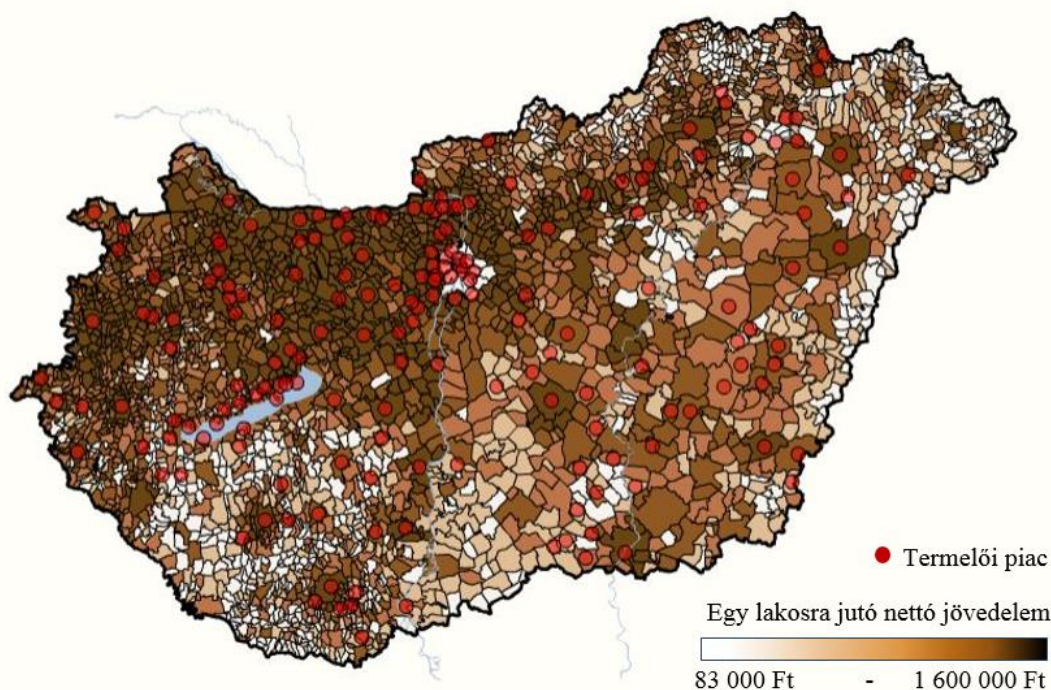 Termelői piac
Egy lakosra jutó nettó jövedelem
83 000 Ft - 1 600 000 Ft